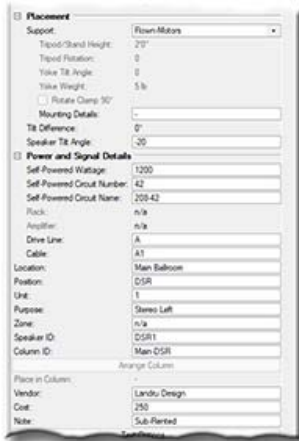 Placement
Support: Flown-Motors
Tripod/Stand Height: 2'0"
Tripod Rotation: 0
Yoke Tilt Angle: 0
Yoke Weight: 5 lb
Rotate Clamp 90°
Mounting Details: -
Tilt Difference: 0°
Speaker Tilt Angle: -20
Power and Signal Details
Self-Powered Wattage: 1200
Self-Powered Circuit Number: 42
Self-Powered Circuit Name: 208-42
Rack: n/a
Amplifier: n/a
Drive Line: A
Cable: A1
Location: Main Ballroom
Position: DSR
Unit: 1
Purpose: Stereo Left
Zone: n/a
Speaker ID: DSR1
Column ID: Main DSR
Arrange Column
Place in Column: -
Vendor: Landru Design
Cost: 250
Note: Sub-Rented